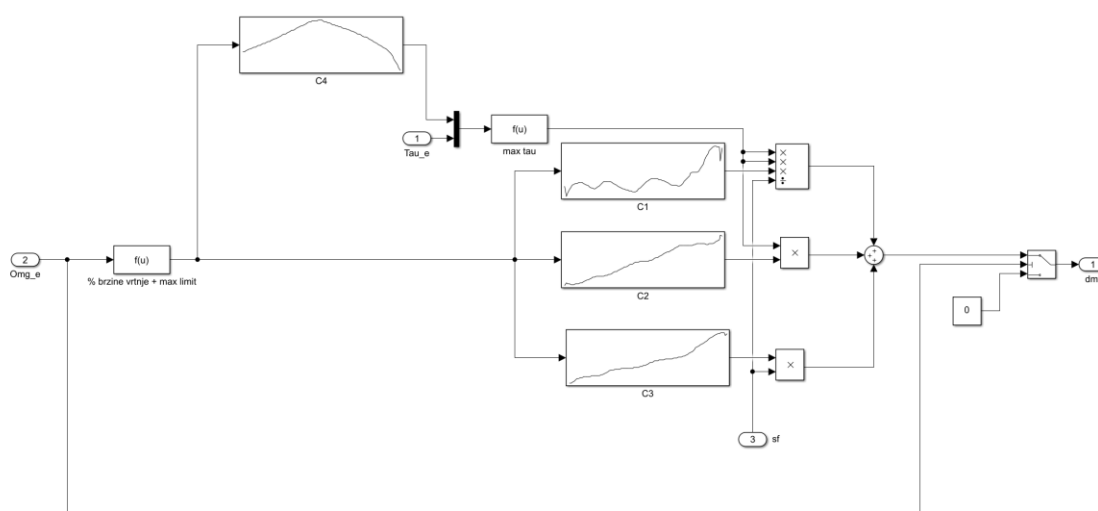 C4
1
Tau_e
f(u)
max tau
×
×
×
÷
C1
2
Omg_e
f(u)
% brzine vrtnje + max limit
C2
×
+
+
+
1
dm
0
C3
×
3
sf